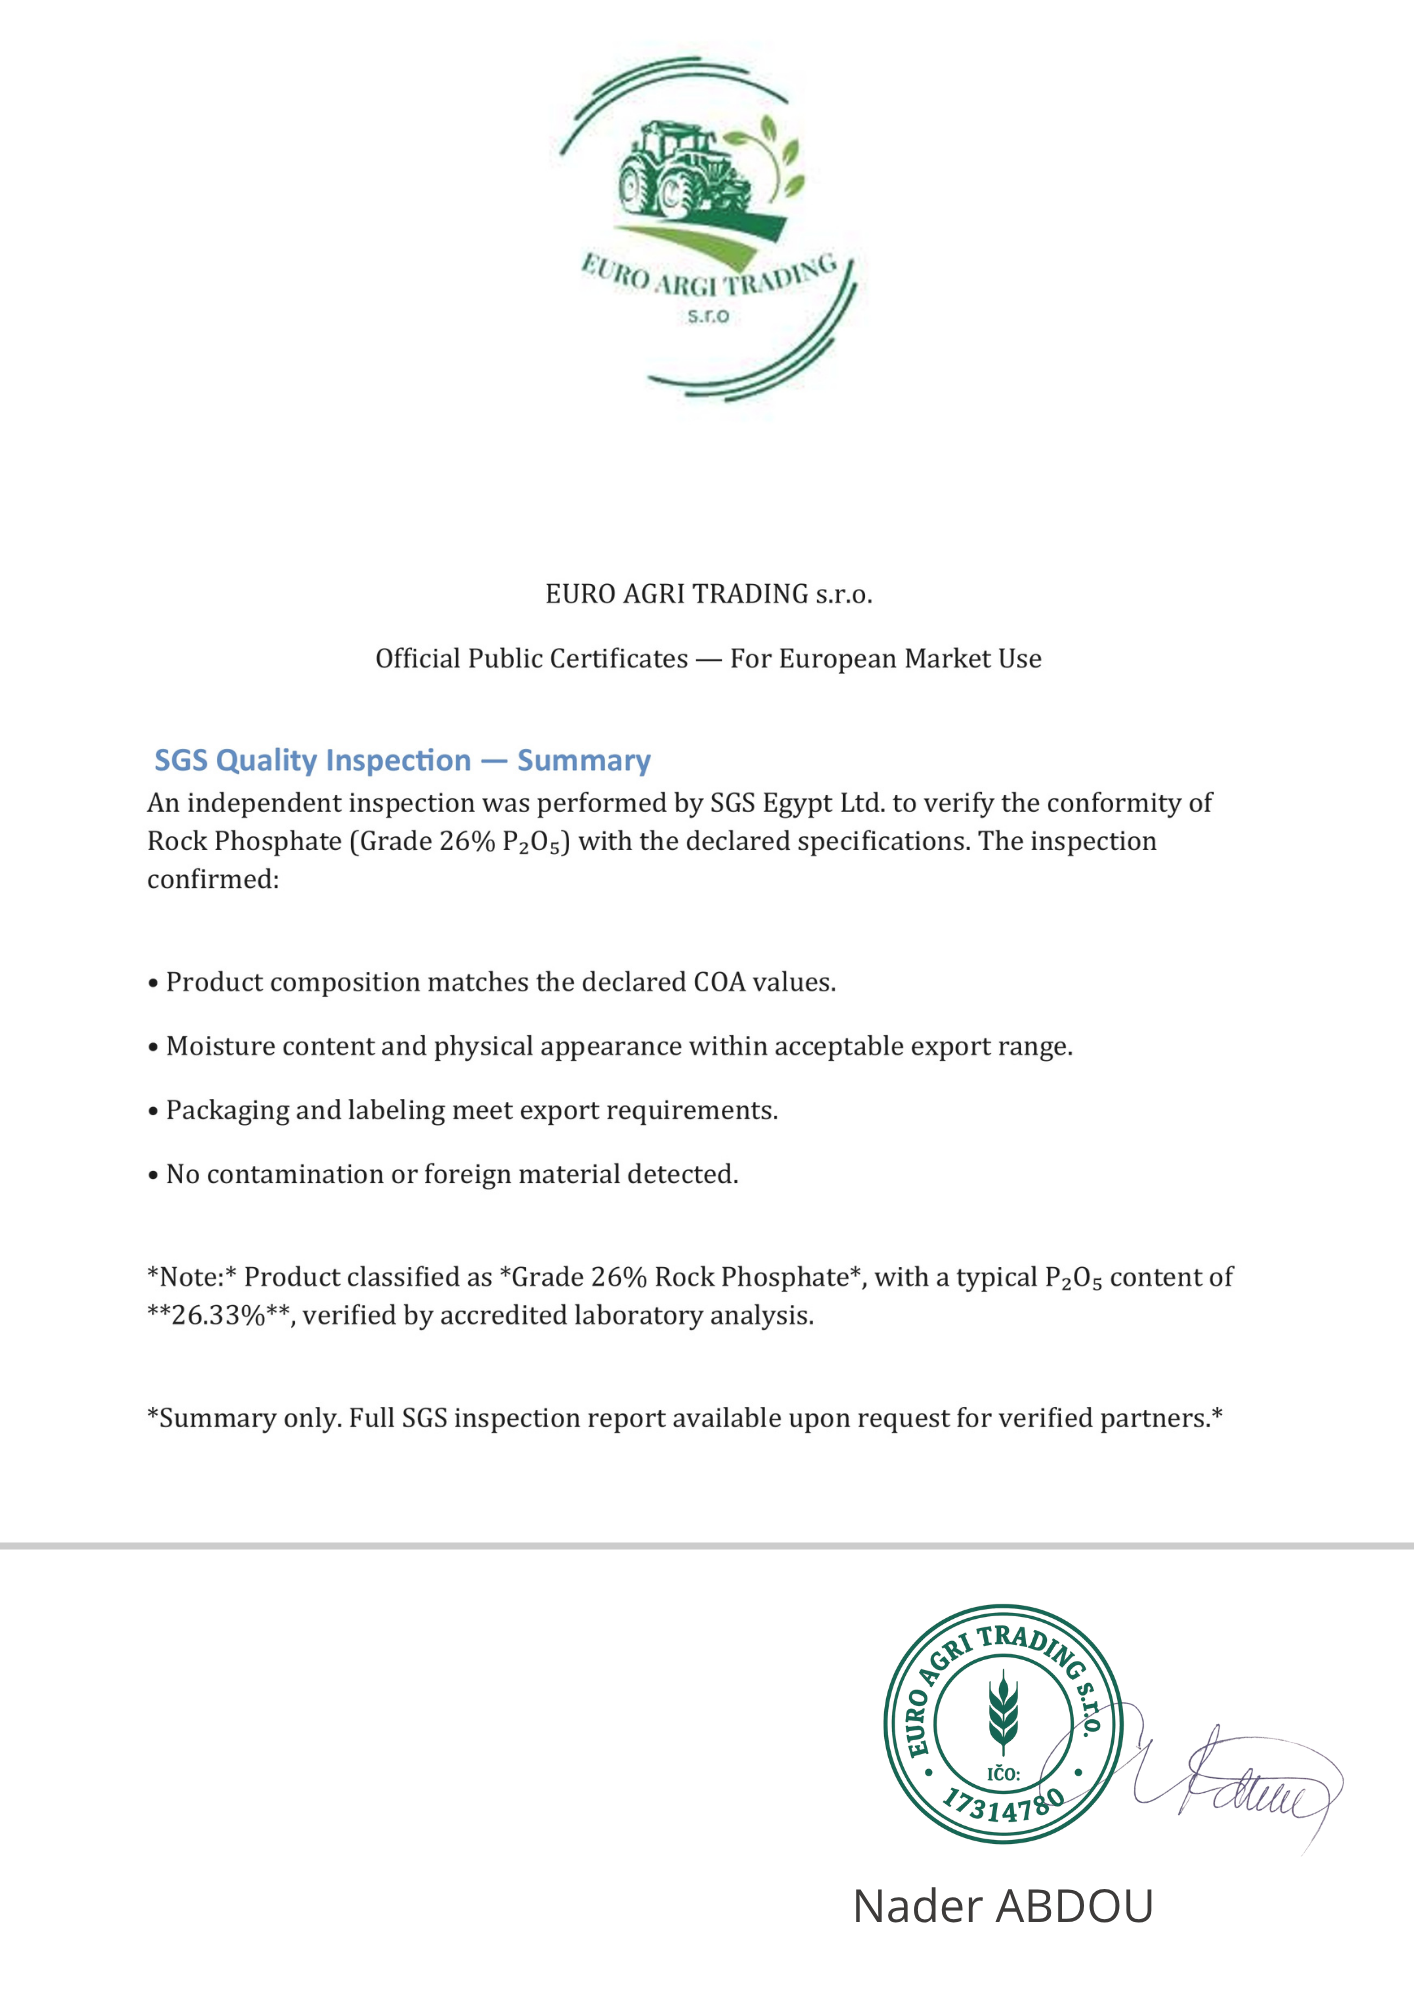 EURO ARGI TRADING
s.r.o
EURO AGRI TRADING s.r.o.
Official Public Certificates — For European Market Use
SGS Quality Inspection — Summary
An independent inspection was performed by SGS Egypt Ltd. to verify the conformity of
Rock Phosphate (Grade 26% P₂O₅) with the declared specifications. The inspection
confirmed:
• Product composition matches the declared COA values.
• Moisture content and physical appearance within acceptable export range.
• Packaging and labeling meet export requirements.
• No contamination or foreign material detected.
*Note:* Product classified as *Grade 26% Rock Phosphate*, with a typical P₂O₅ content of
**26.33%**, verified by accredited laboratory analysis.
*Summary only. Full SGS inspection report available upon request for verified partners.*
EURO AGRI TRADING s.r.o.
IČO:
17314780
Nader ABDOU